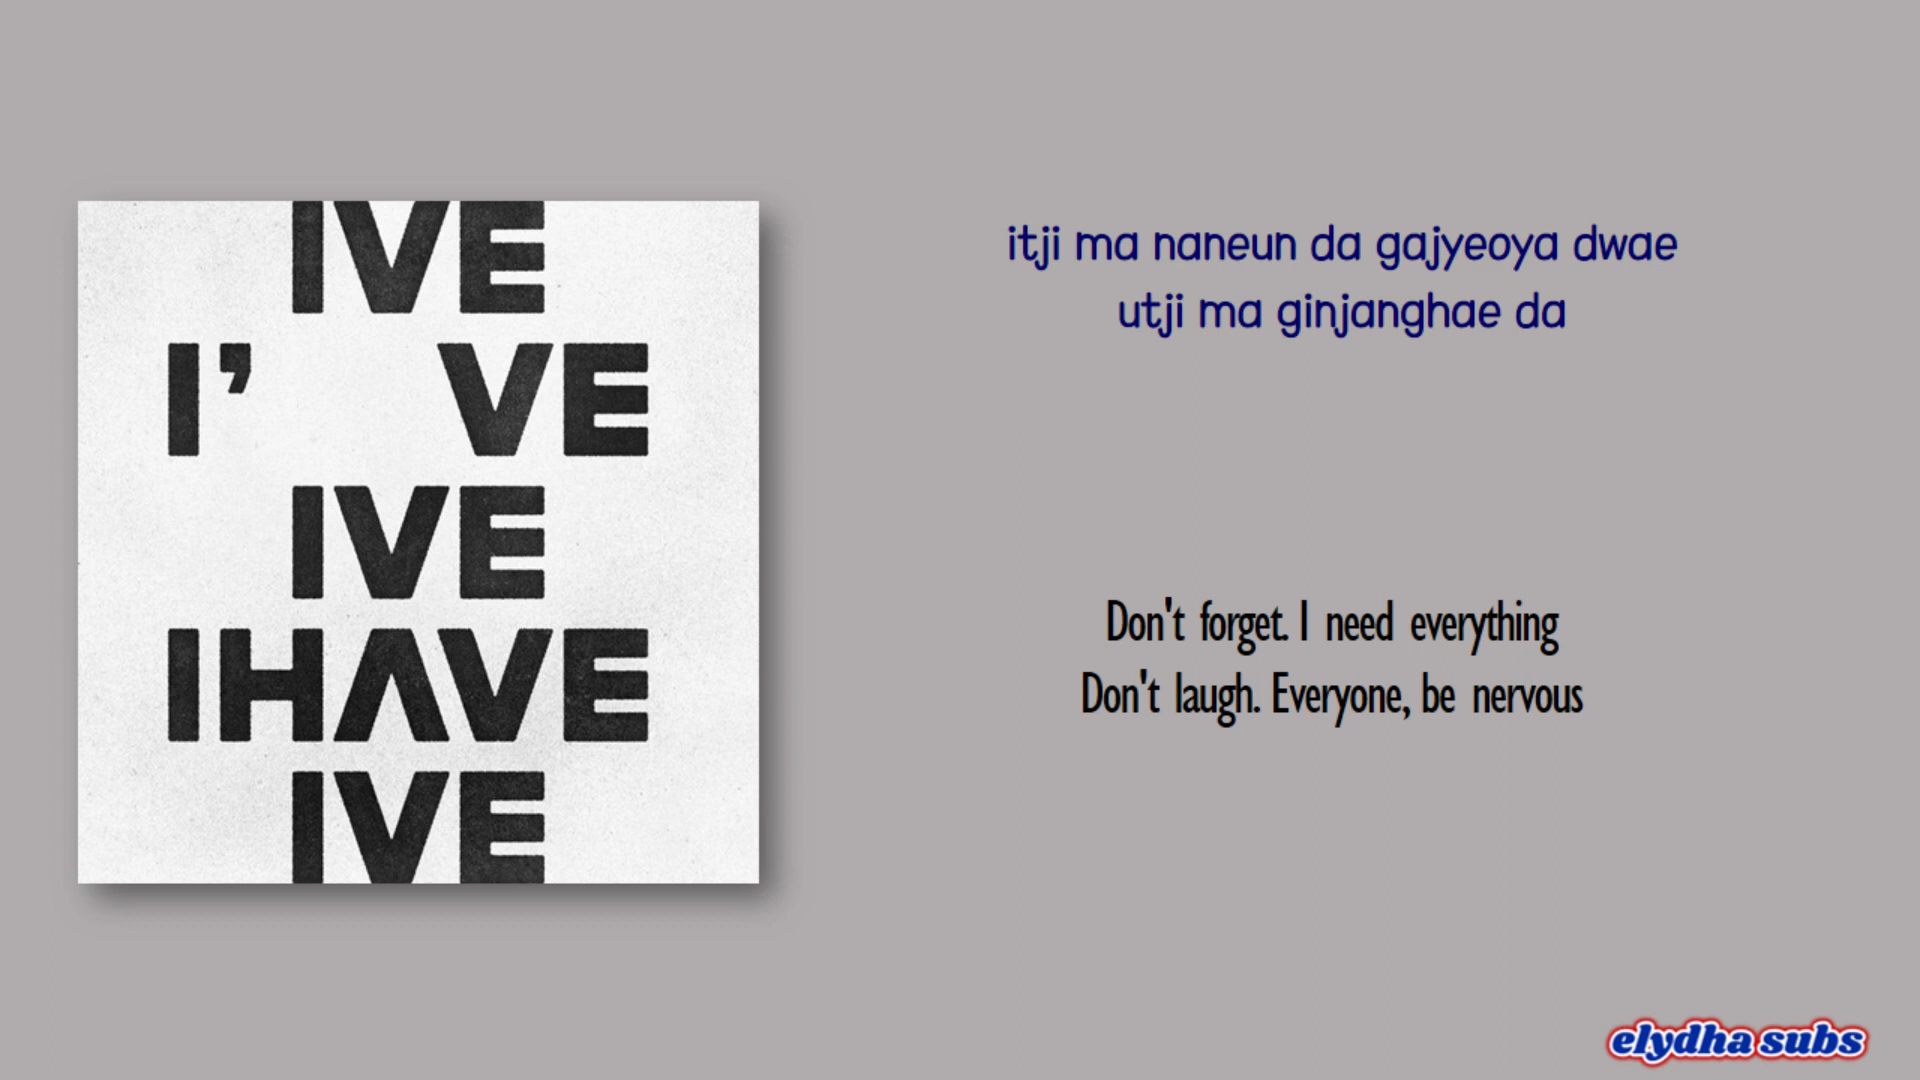 IVE
I’ VE
IVE
IHAVE
IVE
itji ma naneun da gajyeoya dwae
utji ma ginjanghae da
Don't forget. I need everything
Don't laugh. Everyone, be nervous
elydha subs